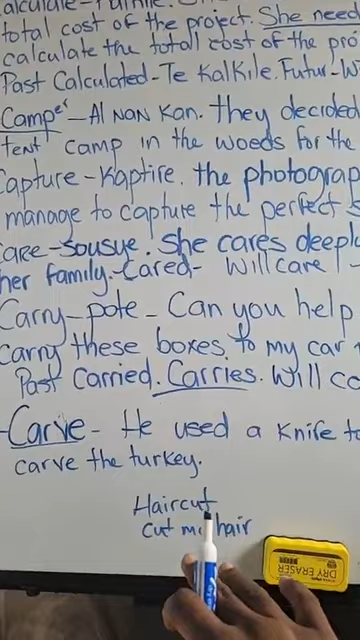 total cost of the project. She need
calculate the total cost of the pro
Past Calculated-Te Kalkile. Futur-W
Camper - Al NAN Kan. They decided
tent camp in the woods for the
Capture - Kaptire. the photograp
manage to capture the perfect s
Care - sousye. She cares deepl
her family. - Cared - Will care
Carry - pote - Can you help
carry these boxes to my car
Past Carried. Carries. Will ca
- Carve - He used a knife to
carve the turkey.
Haircut
cut my hair
DRY ERASER